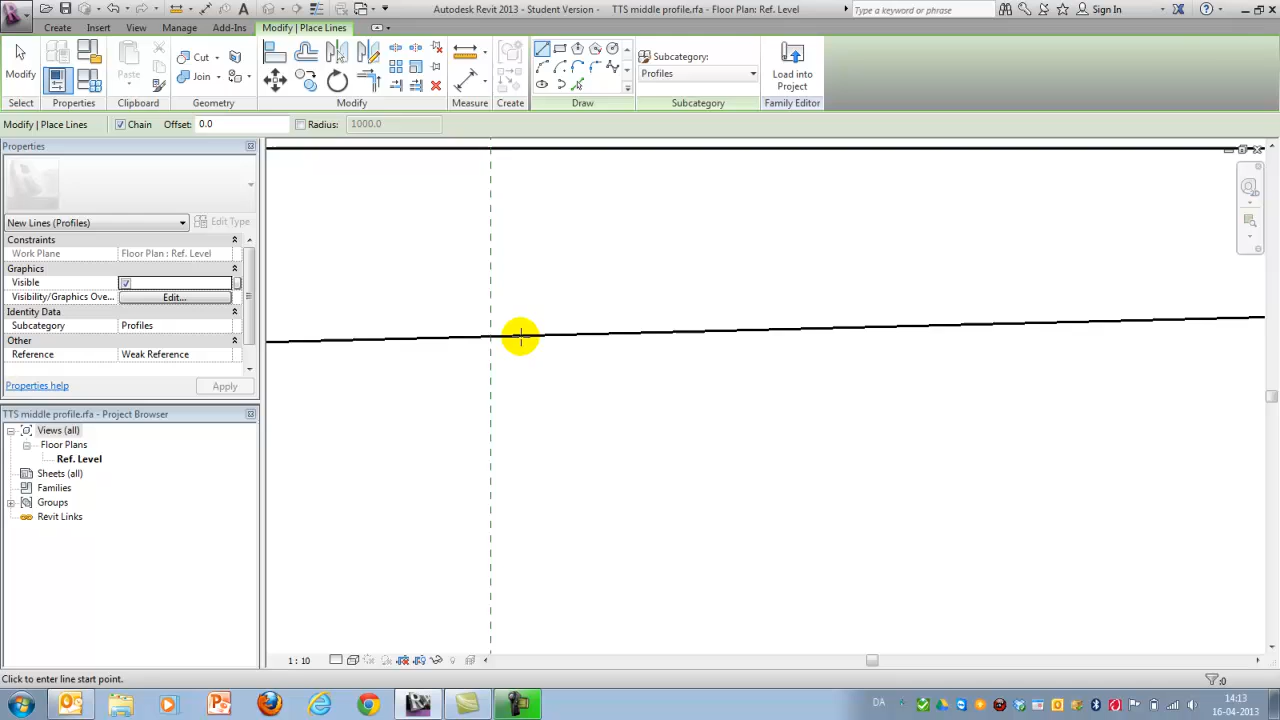 Autodesk Revit 2013 - Student Version - TTS middle profile.rfa - Floor Plan: Ref. Level
Type a keyword or phrase
Sign In
Create Insert View Manage Add-Ins Modify | Place Lines
Modify
Paste
Cut
Join
Subcategory:
Profiles
Load into
Project
Select Properties Clipboard Geometry Modify Measure Create Draw Subcategory Family Editor
Modify | Place Lines Chain Offset: 0.0 Radius: 1000.0
Properties
New Lines (Profiles) Edit Type
Constraints
Work Plane Floor Plan : Ref. Level
Graphics
Visible
Visibility/Graphics Ove... Edit...
Identity Data
Subcategory Profiles
Other
Reference Weak Reference
Properties help Apply
TTS middle profile.rfa - Project Browser
Views (all)
Floor Plans
Ref. Level
Sheets (all)
Families
Groups
Revit Links
1 : 10
Click to enter line start point.
:0
DA
14:13
16-04-2013